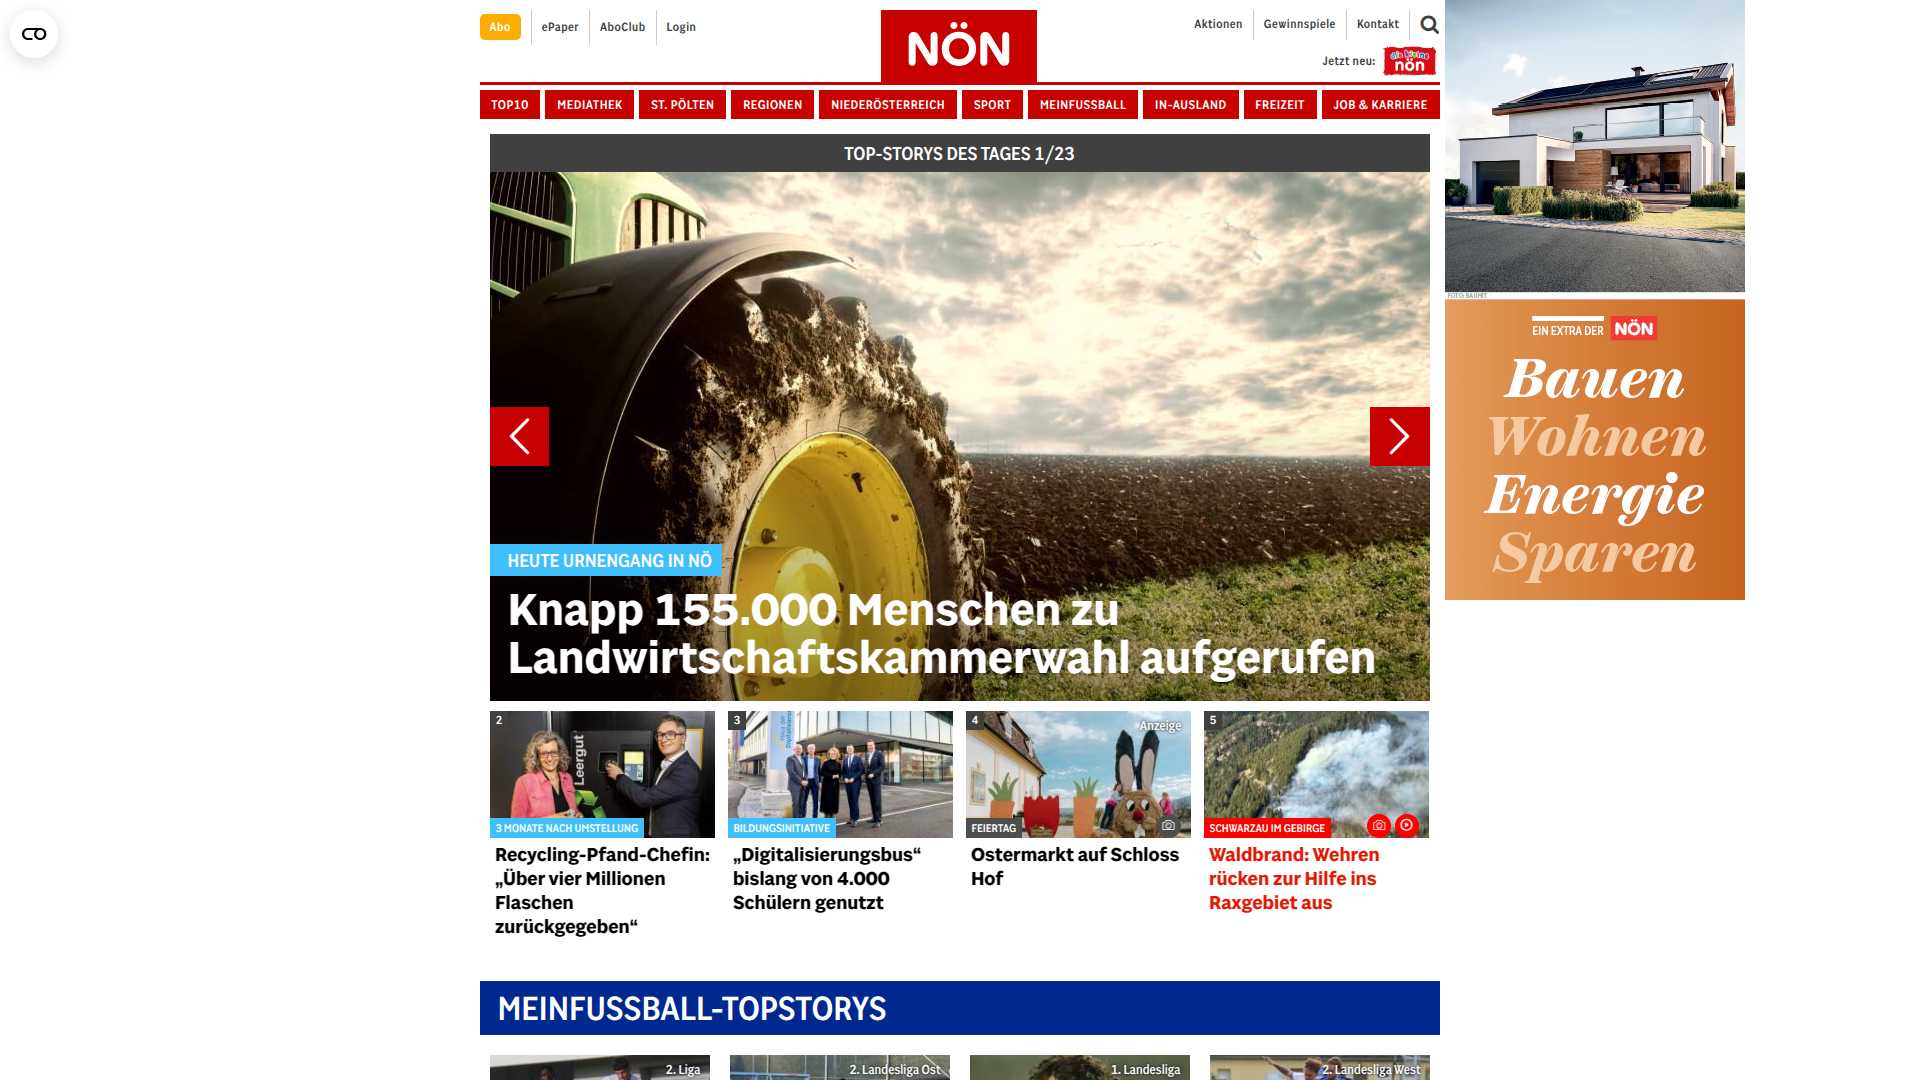 Abo
ePaper
AboClub
Login
NÖN
Aktionen
Gewinnspiele
Kontakt
Jetzt neu:
die kleine
nön
TOP10
MEDIATHEK
ST. PÖLTEN
REGIONEN
NIEDERÖSTERREICH
SPORT
MEINFUSSBALL
IN-AUSLAND
FREIZEIT
JOB & KARRIERE
TOP-STORYS DES TAGES 1/23
HEUTE URNENGANG IN NÖ
Knapp 155.000 Menschen zu
Landwirtschaftskammerwahl aufgerufen
FOTO: BAUMIT
EIN EXTRA DER NÖN
Bauen
Wohnen
Energie
Sparen
2
Leergut
3 MONATE NACH UMSTELLUNG
Recycling-Pfand-Chefin:
„Über vier Millionen
Flaschen
zurückgegeben“
3
BILDUNGSINITIATIVE
„Digitalisierungsbus“
bislang von 4.000
Schülern genutzt
4
Anzeige
FEIERTAG
Ostermarkt auf Schloss
Hof
5
SCHWARZAU IM GEBIRGE
Waldbrand: Wehren
rücken zur Hilfe ins
Raxgebiet aus
MEINFUSSBALL-TOPSTORYS
2. Liga
2. Landesliga Ost
1. Landesliga
2. Landesliga West